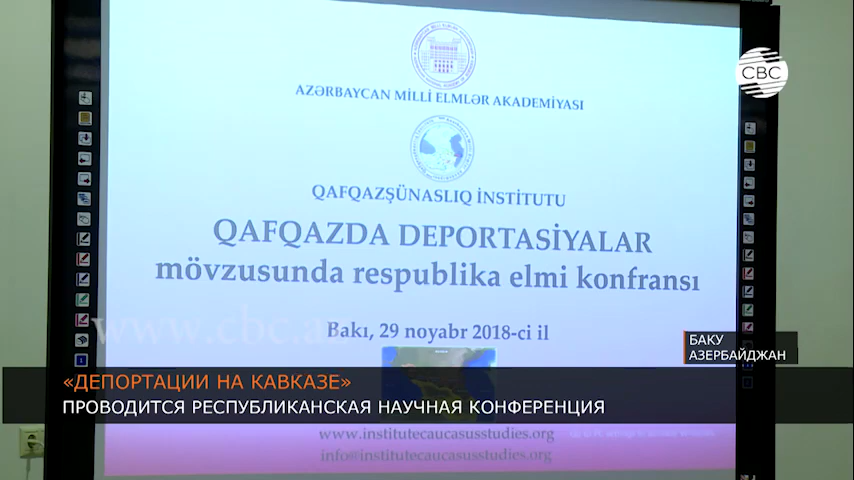 AZƏRBAYCAN MİLLİ ELMLƏR AKADEMİYASI
CBC
QAFQAZŞÜNASLIQ İNSTİTUTU
QAFQAZDA DEPORTASİYALAR
mövzusunda respublika elmi konfransı
www.cbc.a
Bakı, 29 noyabr 2018-ci il
БАКУ
АЗЕРБАЙДЖАН
«ДЕПОРТАЦИИ НА КАВКАЗЕ»
ПРОВОДИТСЯ РЕСПУБЛИКАНСКАЯ НАУЧНАЯ КОНФЕРЕНЦИЯ
www.institutecaucasusstudies.org
info@institutecaucasusstudies.org